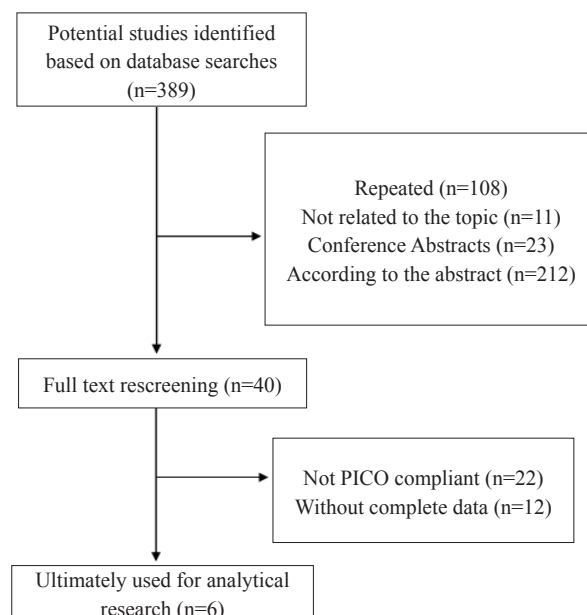 Potential studies identified
based on database searches
(n=389)
Repeated (n=108)
Not related to the topic (n=11)
Conference Abstracts (n=23)
According to the abstract (n=212)
Full text rescreening (n=40)
Not PICO compliant (n=22)
Without complete data (n=12)
Ultimately used for analytical
research (n=6)